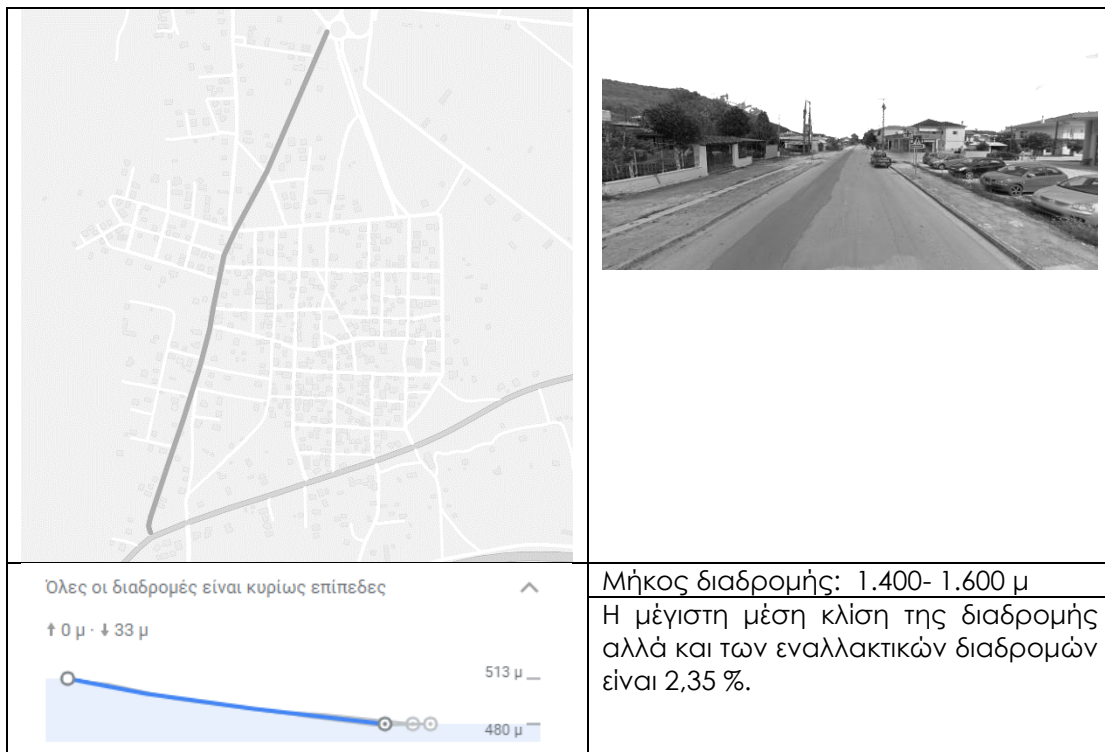 Όλες οι διαδρομές είναι κυρίως επίπεδες
↑ 0 μ · ↓ 33 μ
513 μ
480 μ
Μήκος διαδρομής: 1.400- 1.600 μ
Η μέγιστη μέση κλίση της διαδρομής
αλλά και των εναλλακτικών διαδρομών
είναι 2,35 %.